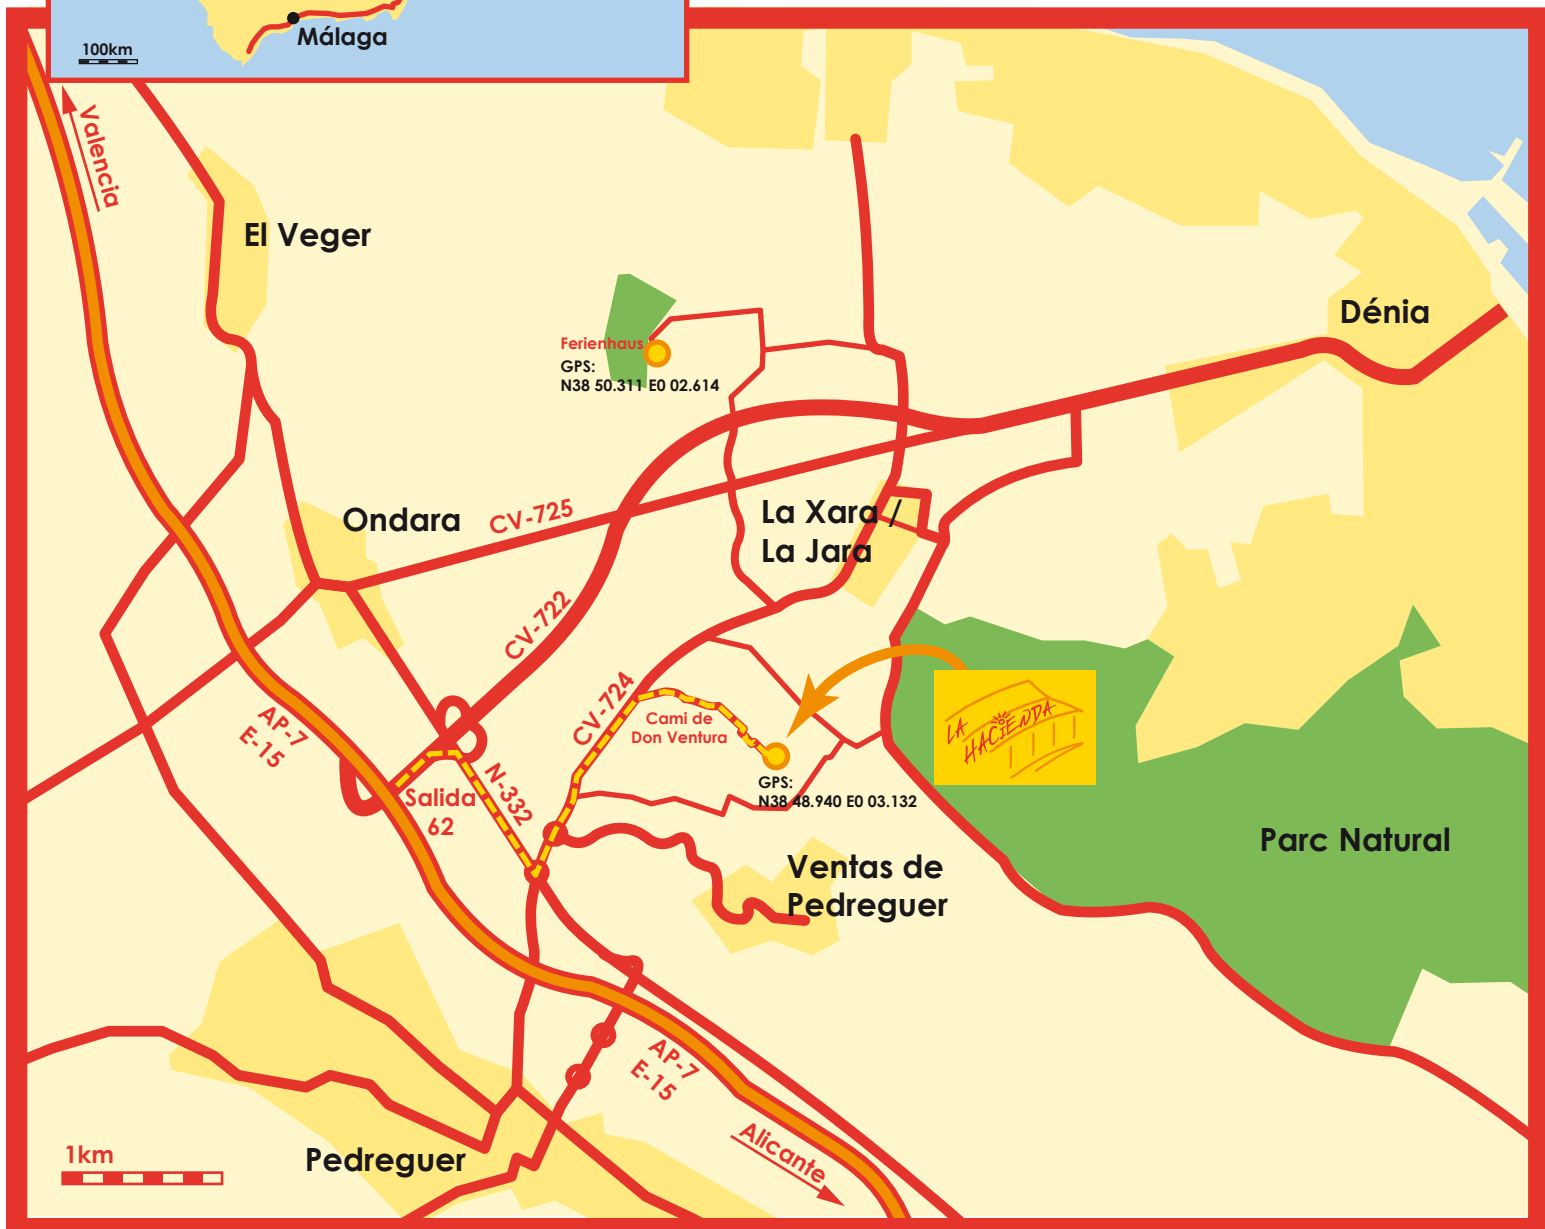 Málaga
100km
Valencia
El Veger
Dénia
Ferienhaus
GPS:
N38 50.311 E0 02.614
Ondara
CV-725
La Xara /
La Jara
CV-722
CV-724
Cami de
Don Ventura
LA
HACIENDA
AP-7
E-15
N-332
Salida
62
GPS:
N38 48.940 E0 03.132
Parc Natural
Ventas de
Pedreguer
AP-7
E-15
Alicante
1km
Pedreguer